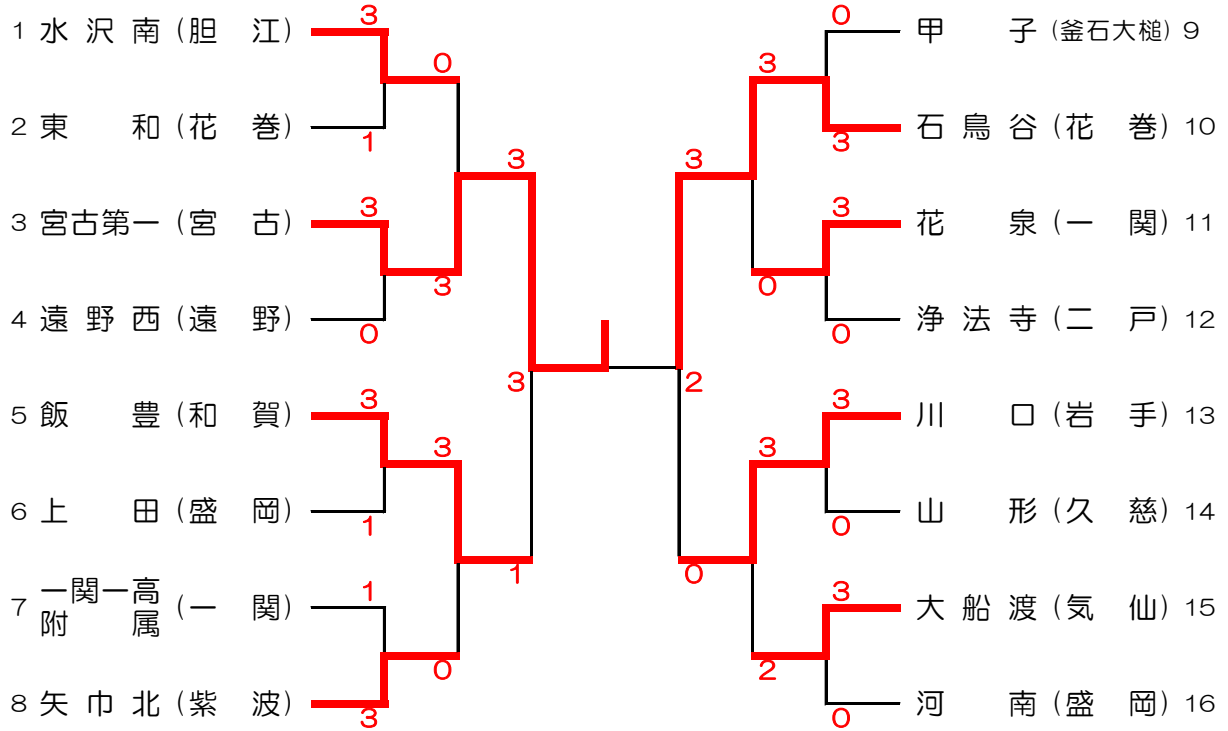 1 水沢南(胆江)
2 東和(花巻)
3 宮古第一(宮古)
4 遠野西(遠野)
5 飯豊(和賀)
6 上田(盛岡)
7 一関一高附属(一関)
8 矢巾北(紫波)
3
1
3
0
3
1
1
3
0
3
3
0
3
1
3
2
3
0
3
0
3
2
0
3
3
0
3
0
3
0
甲子(釜石大槌) 9
石鳥谷(花巻) 10
花泉(一関) 11
浄法寺(二戸) 12
川口(岩手) 13
山形(久慈) 14
大船渡(気仙) 15
河南(盛岡) 16